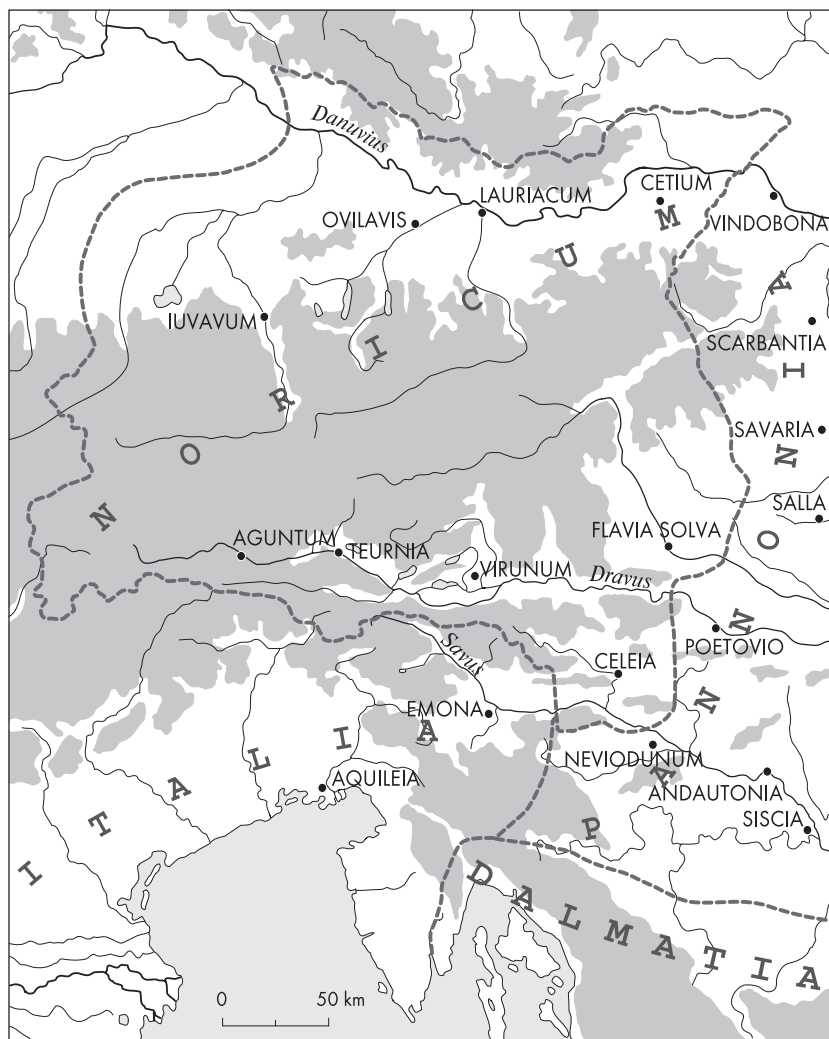 Danuvius
LAURIACUM
CETIUM
OVILAVIS
VINDOBONA
IUVAVUM
SCARBANTIA
SAVARIA
SALLA
NORICUM
AGUNTUM
TEURNIA
FLAVIA SOLVA
VIRUNUM
Dravus
POETOVIO
Savus
CELEIA
EMONA
NEVIODUNUM
AQUILEIA
ANDAUTONIA
SISCIA
ITALIA
PANNONIA
DALMATIA
0 50 km